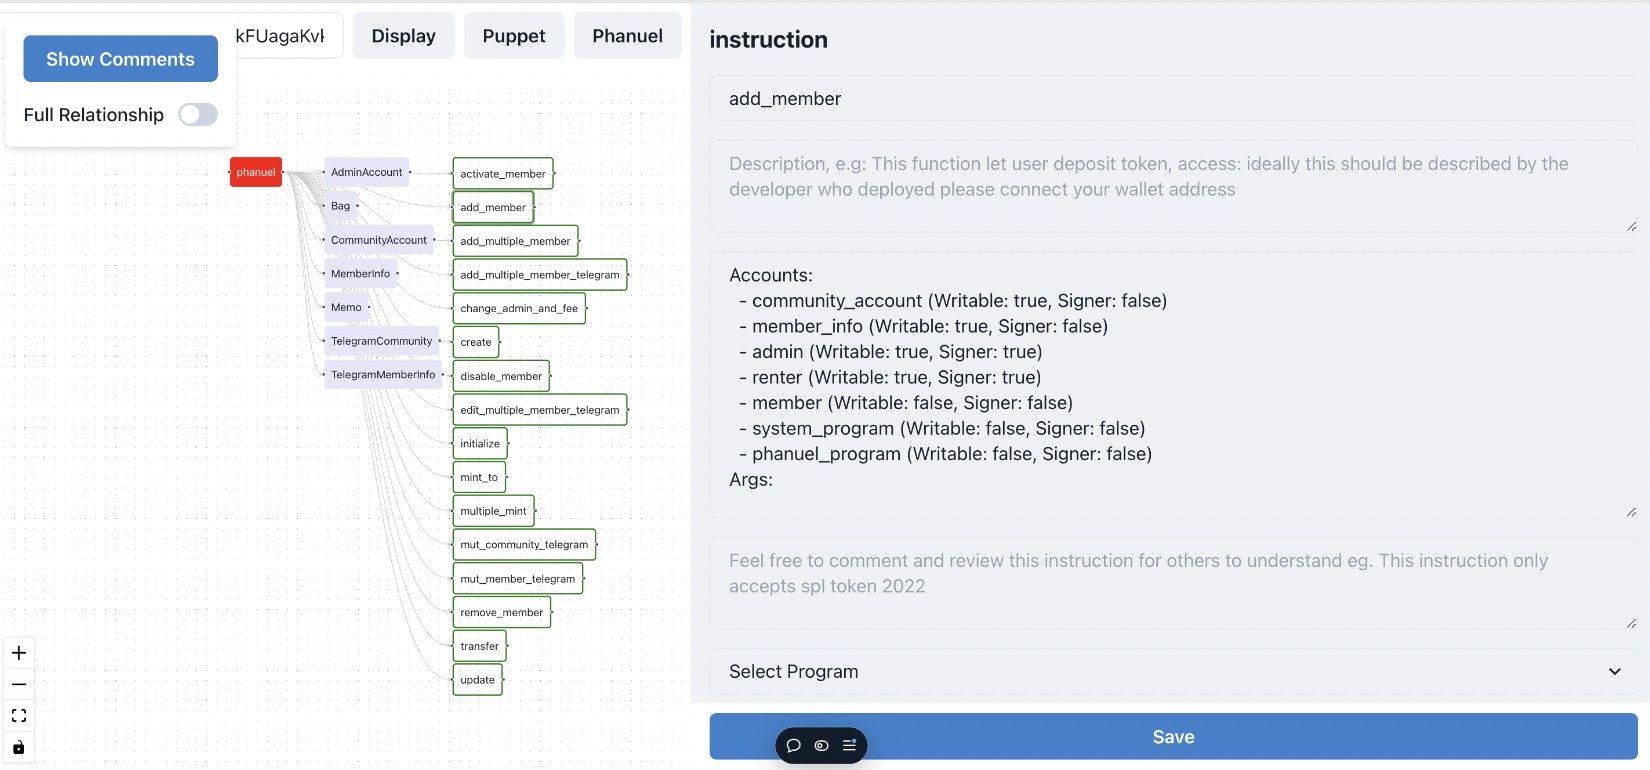 kFUagaKvl
Display
Puppet
Phanuel
Show Comments
Full Relationship
phanuel
AdminAccount
Bag
CommunityAccount
MemberInfo
Memo
TelegramCommunity
TelegramMemberInfo
activate_member
add_member
add_multiple_member
add_multiple_member_telegram
change_admin_and_fee
create
disable_member
edit_multiple_member_telegram
initialize
mint_to
multiple_mint
mut_community_telegram
mut_member_telegram
remove_member
transfer
update
instruction
add_member
Description, e.g: This function let user deposit token, access: ideally this should be described by the
developer who deployed please connect your wallet address
Accounts:
- community_account (Writable: true, Signer: false)
- member_info (Writable: true, Signer: false)
- admin (Writable: true, Signer: true)
- renter (Writable: true, Signer: true)
- member (Writable: false, Signer: false)
- system_program (Writable: false, Signer: false)
- phanuel_program (Writable: false, Signer: false)
Args:
Feel free to comment and review this instruction for others to understand eg. This instruction only
accepts spl token 2022
Select Program
Save